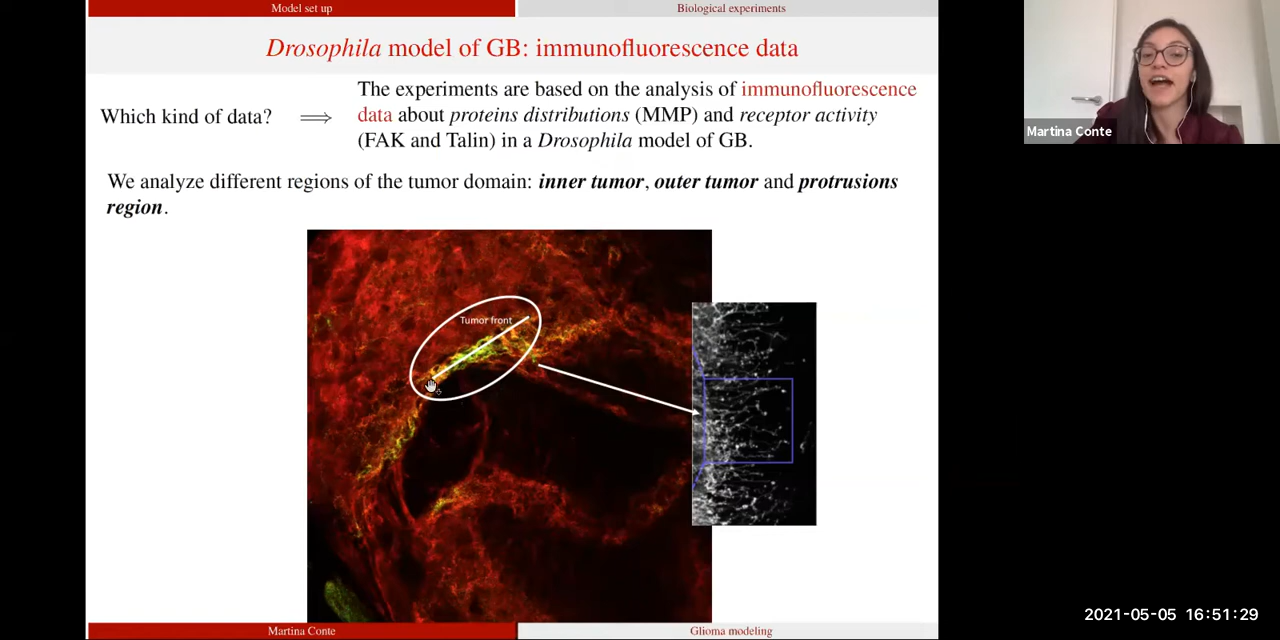 Model set up
Biological experiments
Drosophila model of GB: immunofluorescence data
Which kind of data? ⟹
The experiments are based on the analysis of immunofluorescence
data about proteins distributions (MMP) and receptor activity
(FAK and Talin) in a Drosophila model of GB.
We analyze different regions of the tumor domain: inner tumor, outer tumor and protrusions
region.
Tumor front
Martina Conte
Glioma modeling
Martina Conte
2021-05-05 16:51:29